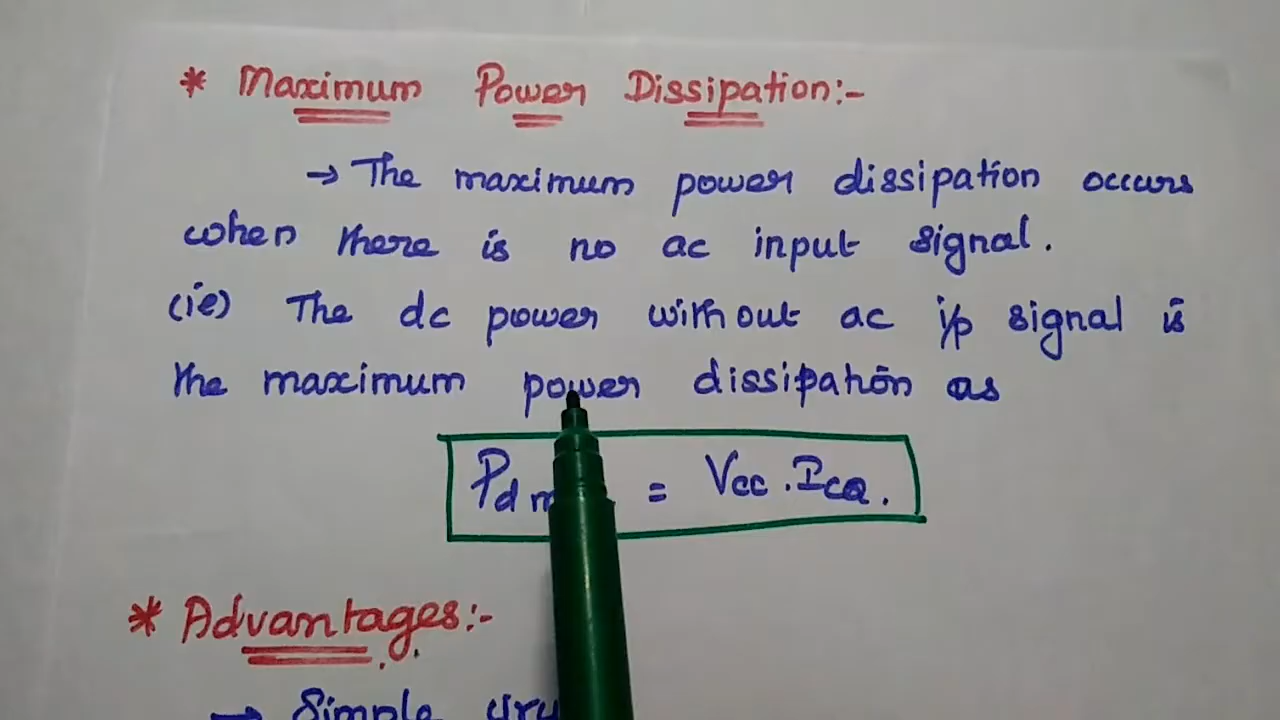 * Maximum Power Dissipation:-
→ The maximum power dissipation occurs
when there is no ac input signal.
(ie) The dc power without ac i/p signal is
the maximum power dissipation as
= Vcc . ICQ.
* Advantages:-
→ Simple